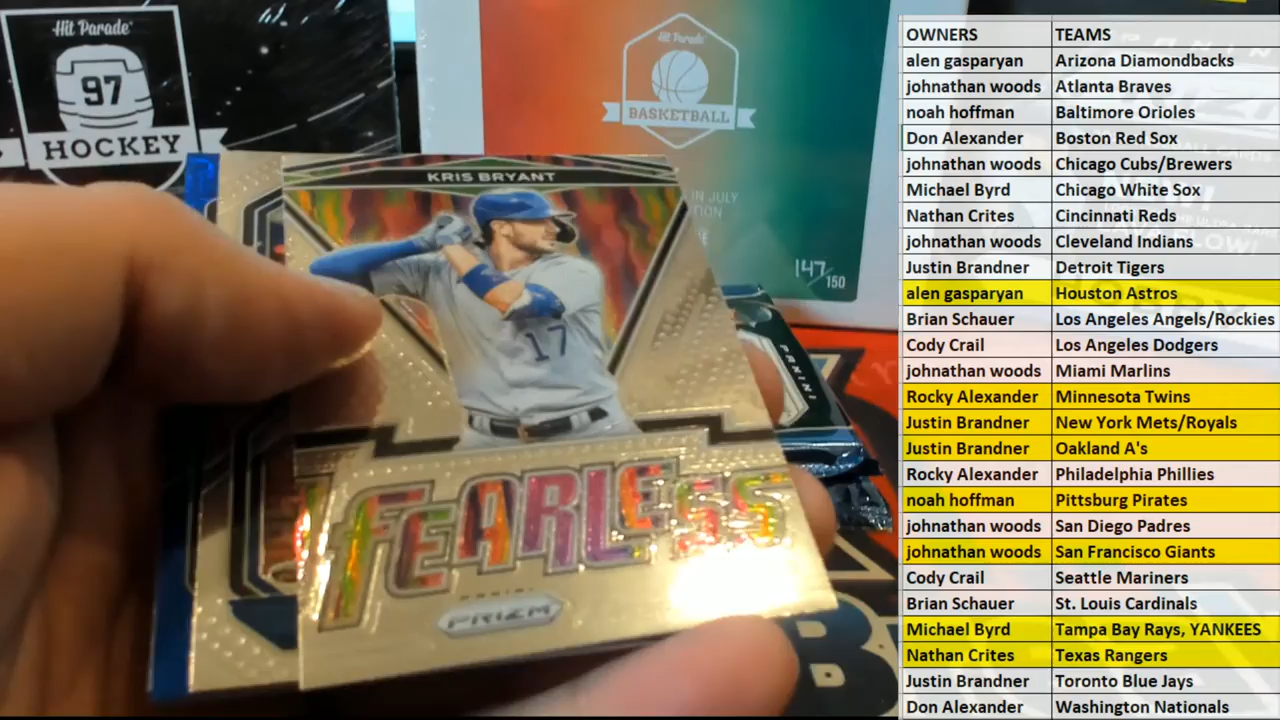 Hit Parade
97
HOCKEY
Hit Parade
BASKETBALL
IN JULY
147/150
KRIS BRYANT
17
FEARLESS
PANINI
PRIZM
PANINI
B
OWNERS TEAMS
alen gasparyan Arizona Diamondbacks
johnathan woods Atlanta Braves
noah hoffman Baltimore Orioles
Don Alexander Boston Red Sox
johnathan woods Chicago Cubs/Brewers
Michael Byrd Chicago White Sox
Nathan Crites Cincinnati Reds
johnathan woods Cleveland Indians
Justin Brandner Detroit Tigers
alen gasparyan Houston Astros
Brian Schauer Los Angeles Angels/Rockies
Cody Crail Los Angeles Dodgers
johnathan woods Miami Marlins
Rocky Alexander Minnesota Twins
Justin Brandner New York Mets/Royals
Justin Brandner Oakland A's
Rocky Alexander Philadelphia Phillies
noah hoffman Pittsburg Pirates
johnathan woods San Diego Padres
johnathan woods San Francisco Giants
Cody Crail Seattle Mariners
Brian Schauer St. Louis Cardinals
Michael Byrd Tampa Bay Rays, YANKEES
Nathan Crites Texas Rangers
Justin Brandner Toronto Blue Jays
Don Alexander Washington Nationals